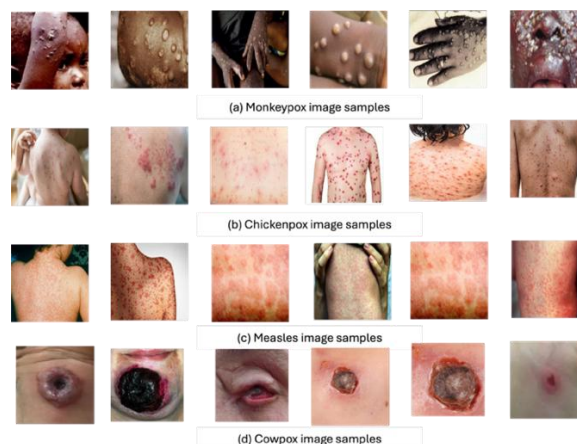 (a) Monkeypox image samples
(b) Chickenpox image samples
(c) Measles image samples
(d) Cowpox image samples